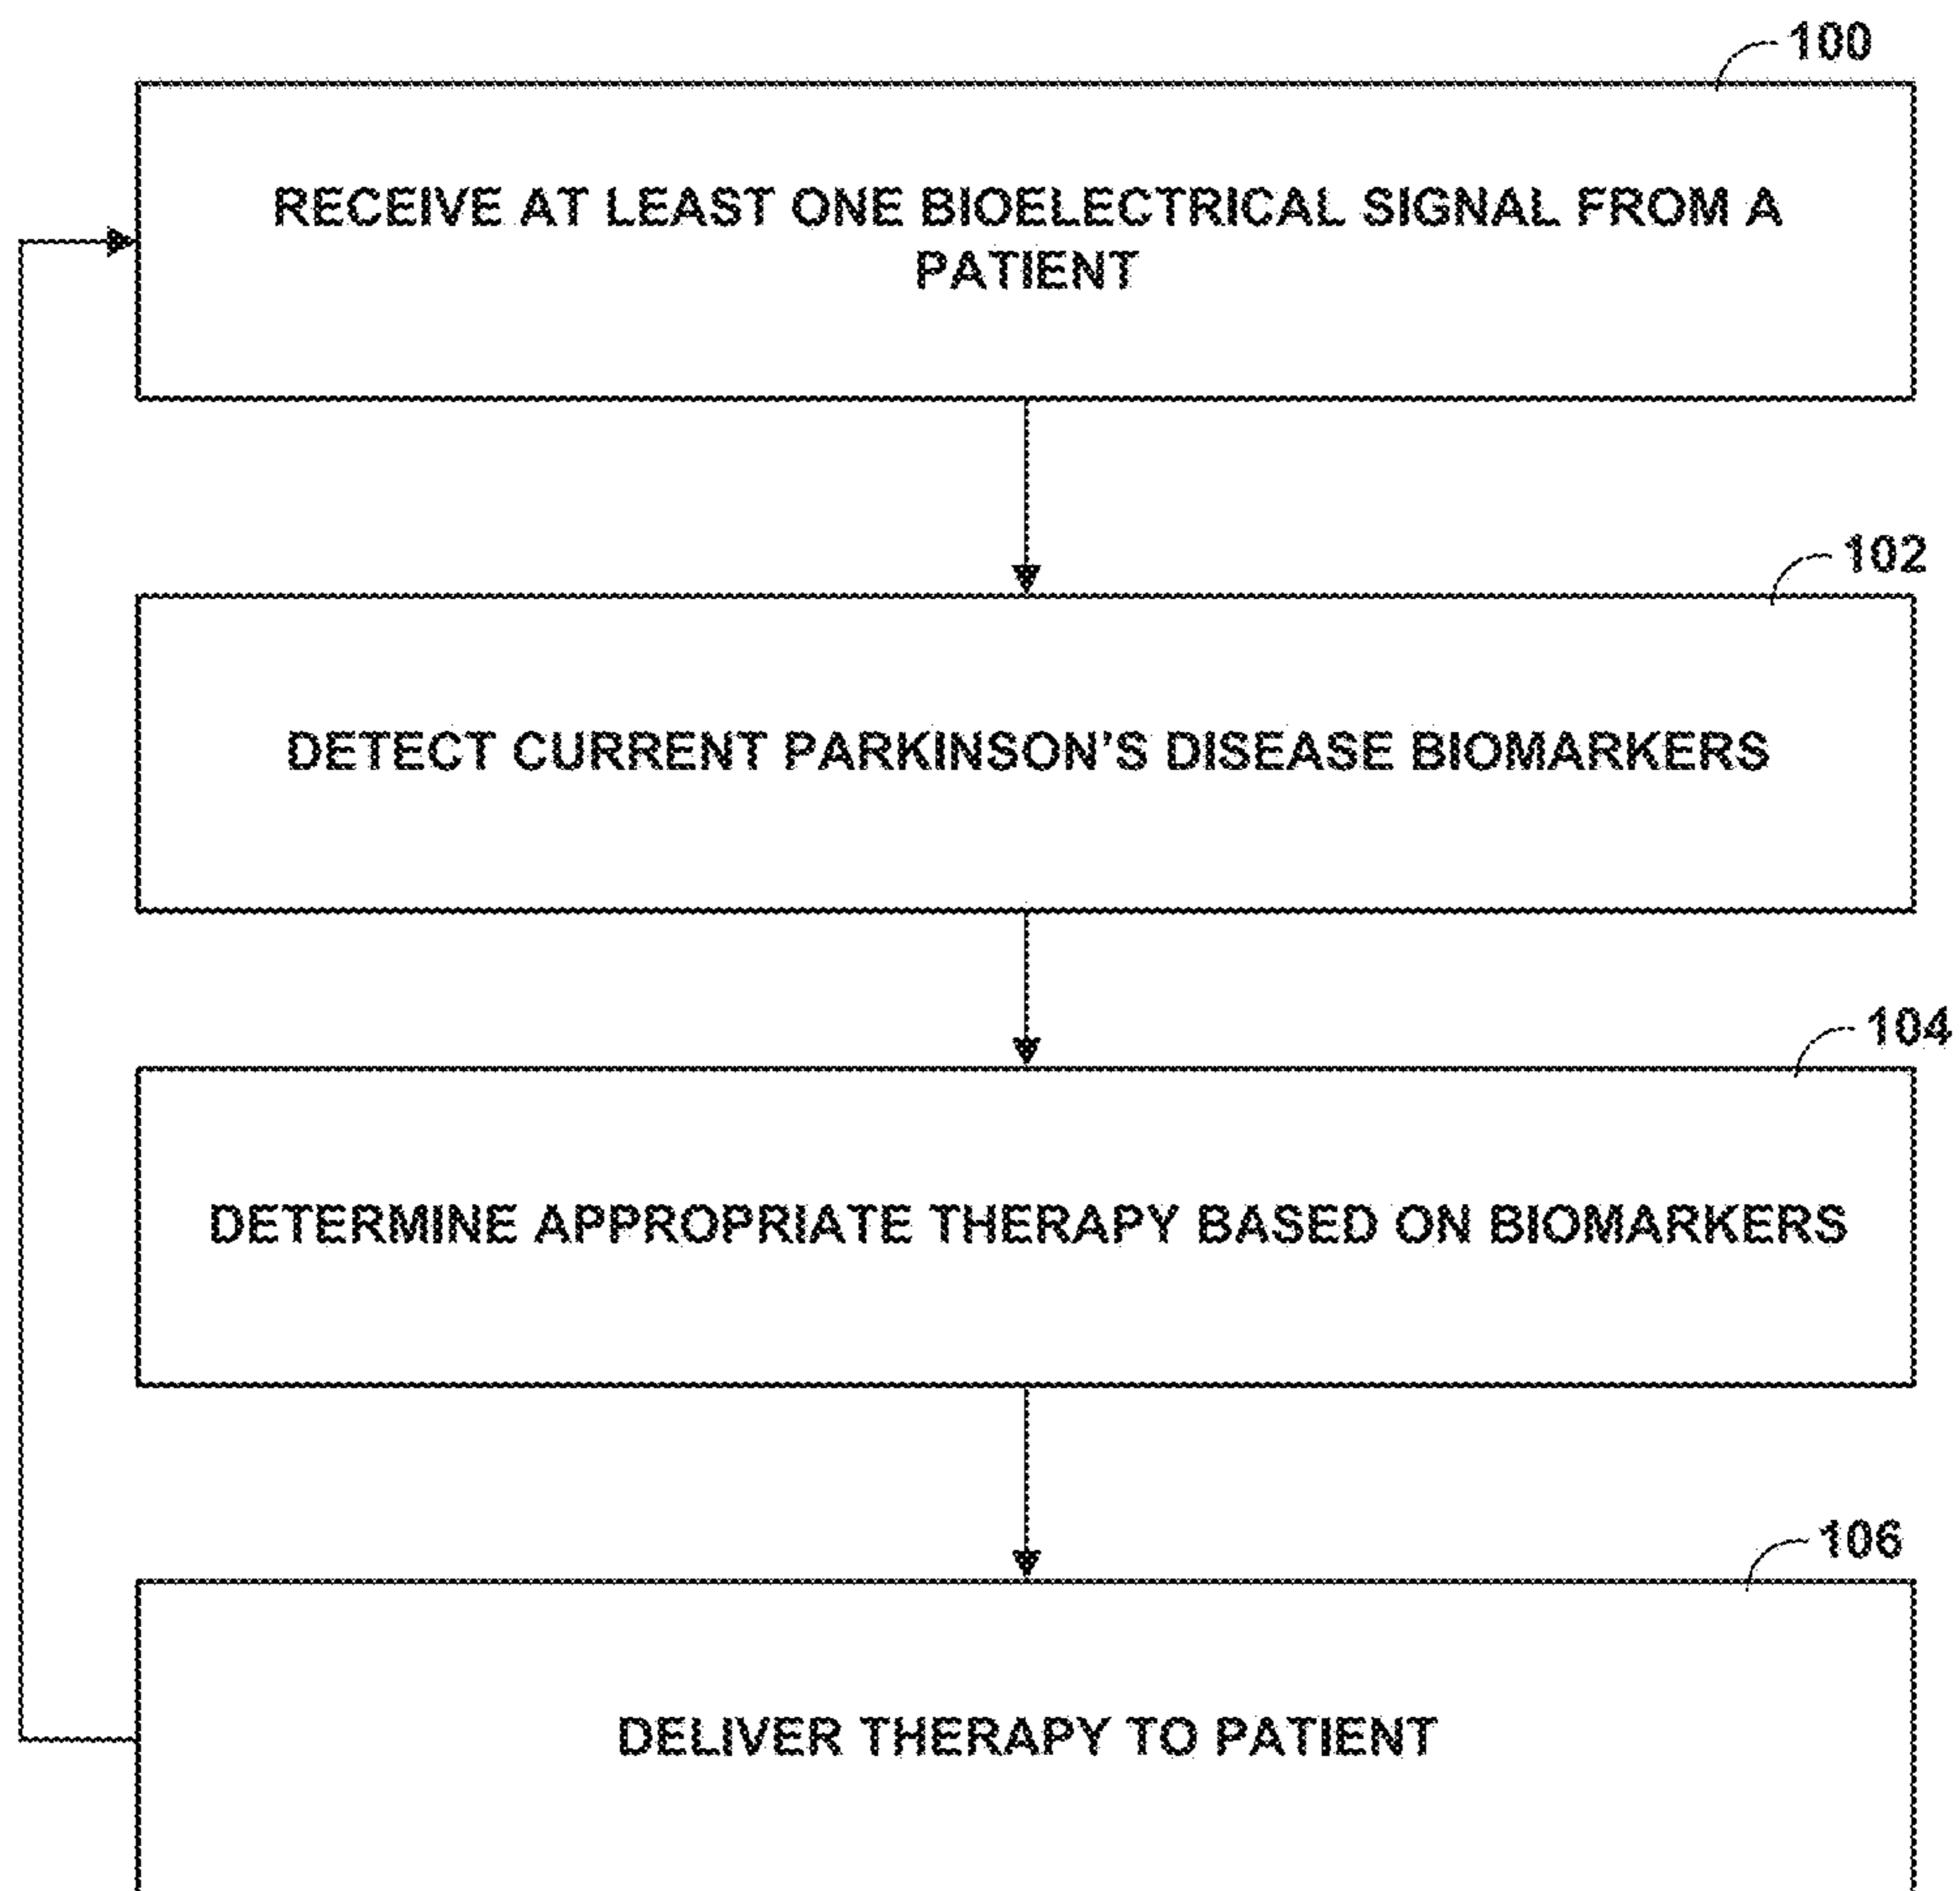 100
RECEIVE AT LEAST ONE BIOELECTRICAL SIGNAL FROM A
PATIENT
102
DETECT CURRENT PARKINSON'S DISEASE BIOMARKERS
104
DETERMINE APPROPRIATE THERAPY BASED ON BIOMARKERS
106
DELIVER THERAPY TO PATIENT